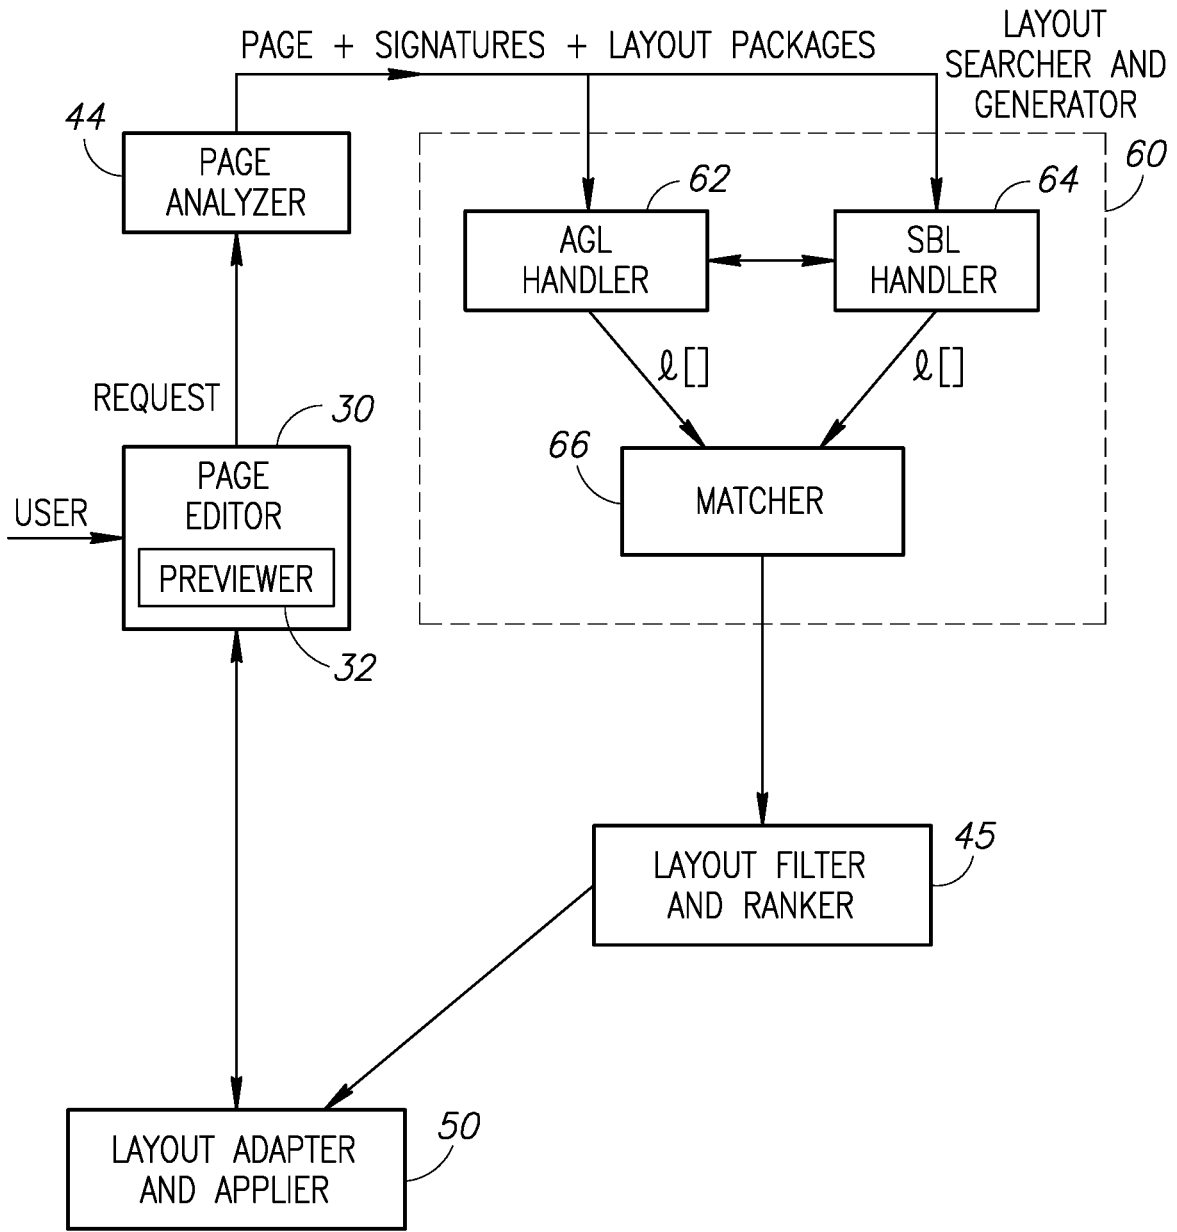 PAGE + SIGNATURES + LAYOUT PACKAGES
LAYOUT
SEARCHER AND
GENERATOR
44
PAGE
ANALYZER
60
62
AGL
HANDLER
64
SBL
HANDLER
ℓ[]
ℓ[]
REQUEST
30
PAGE
EDITOR
USER
PREVIEWER
32
66
MATCHER
45
LAYOUT FILTER
AND RANKER
50
LAYOUT ADAPTER
AND APPLIER